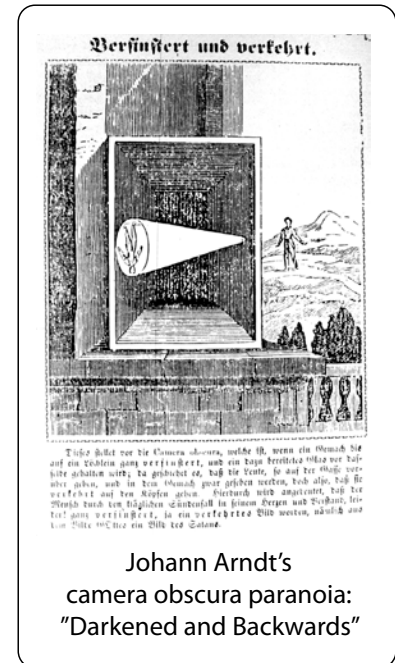 Verfinstert und verkehrt.
Dieses stellet vor die Camera obscura, welche ist, wenn ein Gemach bis
auf ein Löchlein ganz verfinstert, und ein dazu bereitetes Glas vor das-
selbe gehalten wird; da geschiehet es, daß die Leute, so auf der Gasse vor-
über gehen, und in dem Gemach zwar gesehen werden, doch also, daß sie
verkehrt auf den Köpfen gehen. Hierdurch wird angedeutet, daß der
Mensch durch den kläglichen Sündenfall in seinem Herzen und Verstand, lei-
der! ganz verfinstert, ja ein verkehrtes Bild worden, nämlich aus
dem Bilde Gottes ein Bild des Satans.
Johann Arndt’s
camera obscura paranoia:
”Darkened and Backwards”